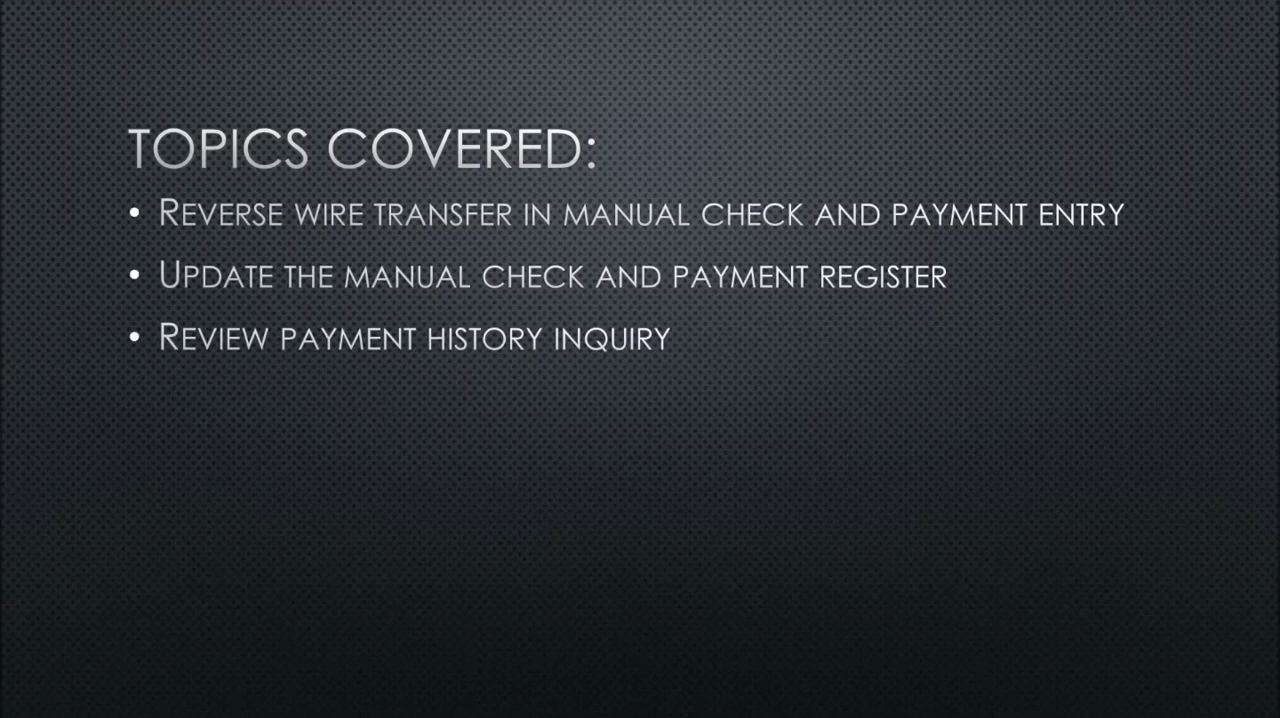 TOPICS COVERED:
• REVERSE WIRE TRANSFER IN MANUAL CHECK AND PAYMENT ENTRY
• UPDATE THE MANUAL CHECK AND PAYMENT REGISTER
• REVIEW PAYMENT HISTORY INQUIRY